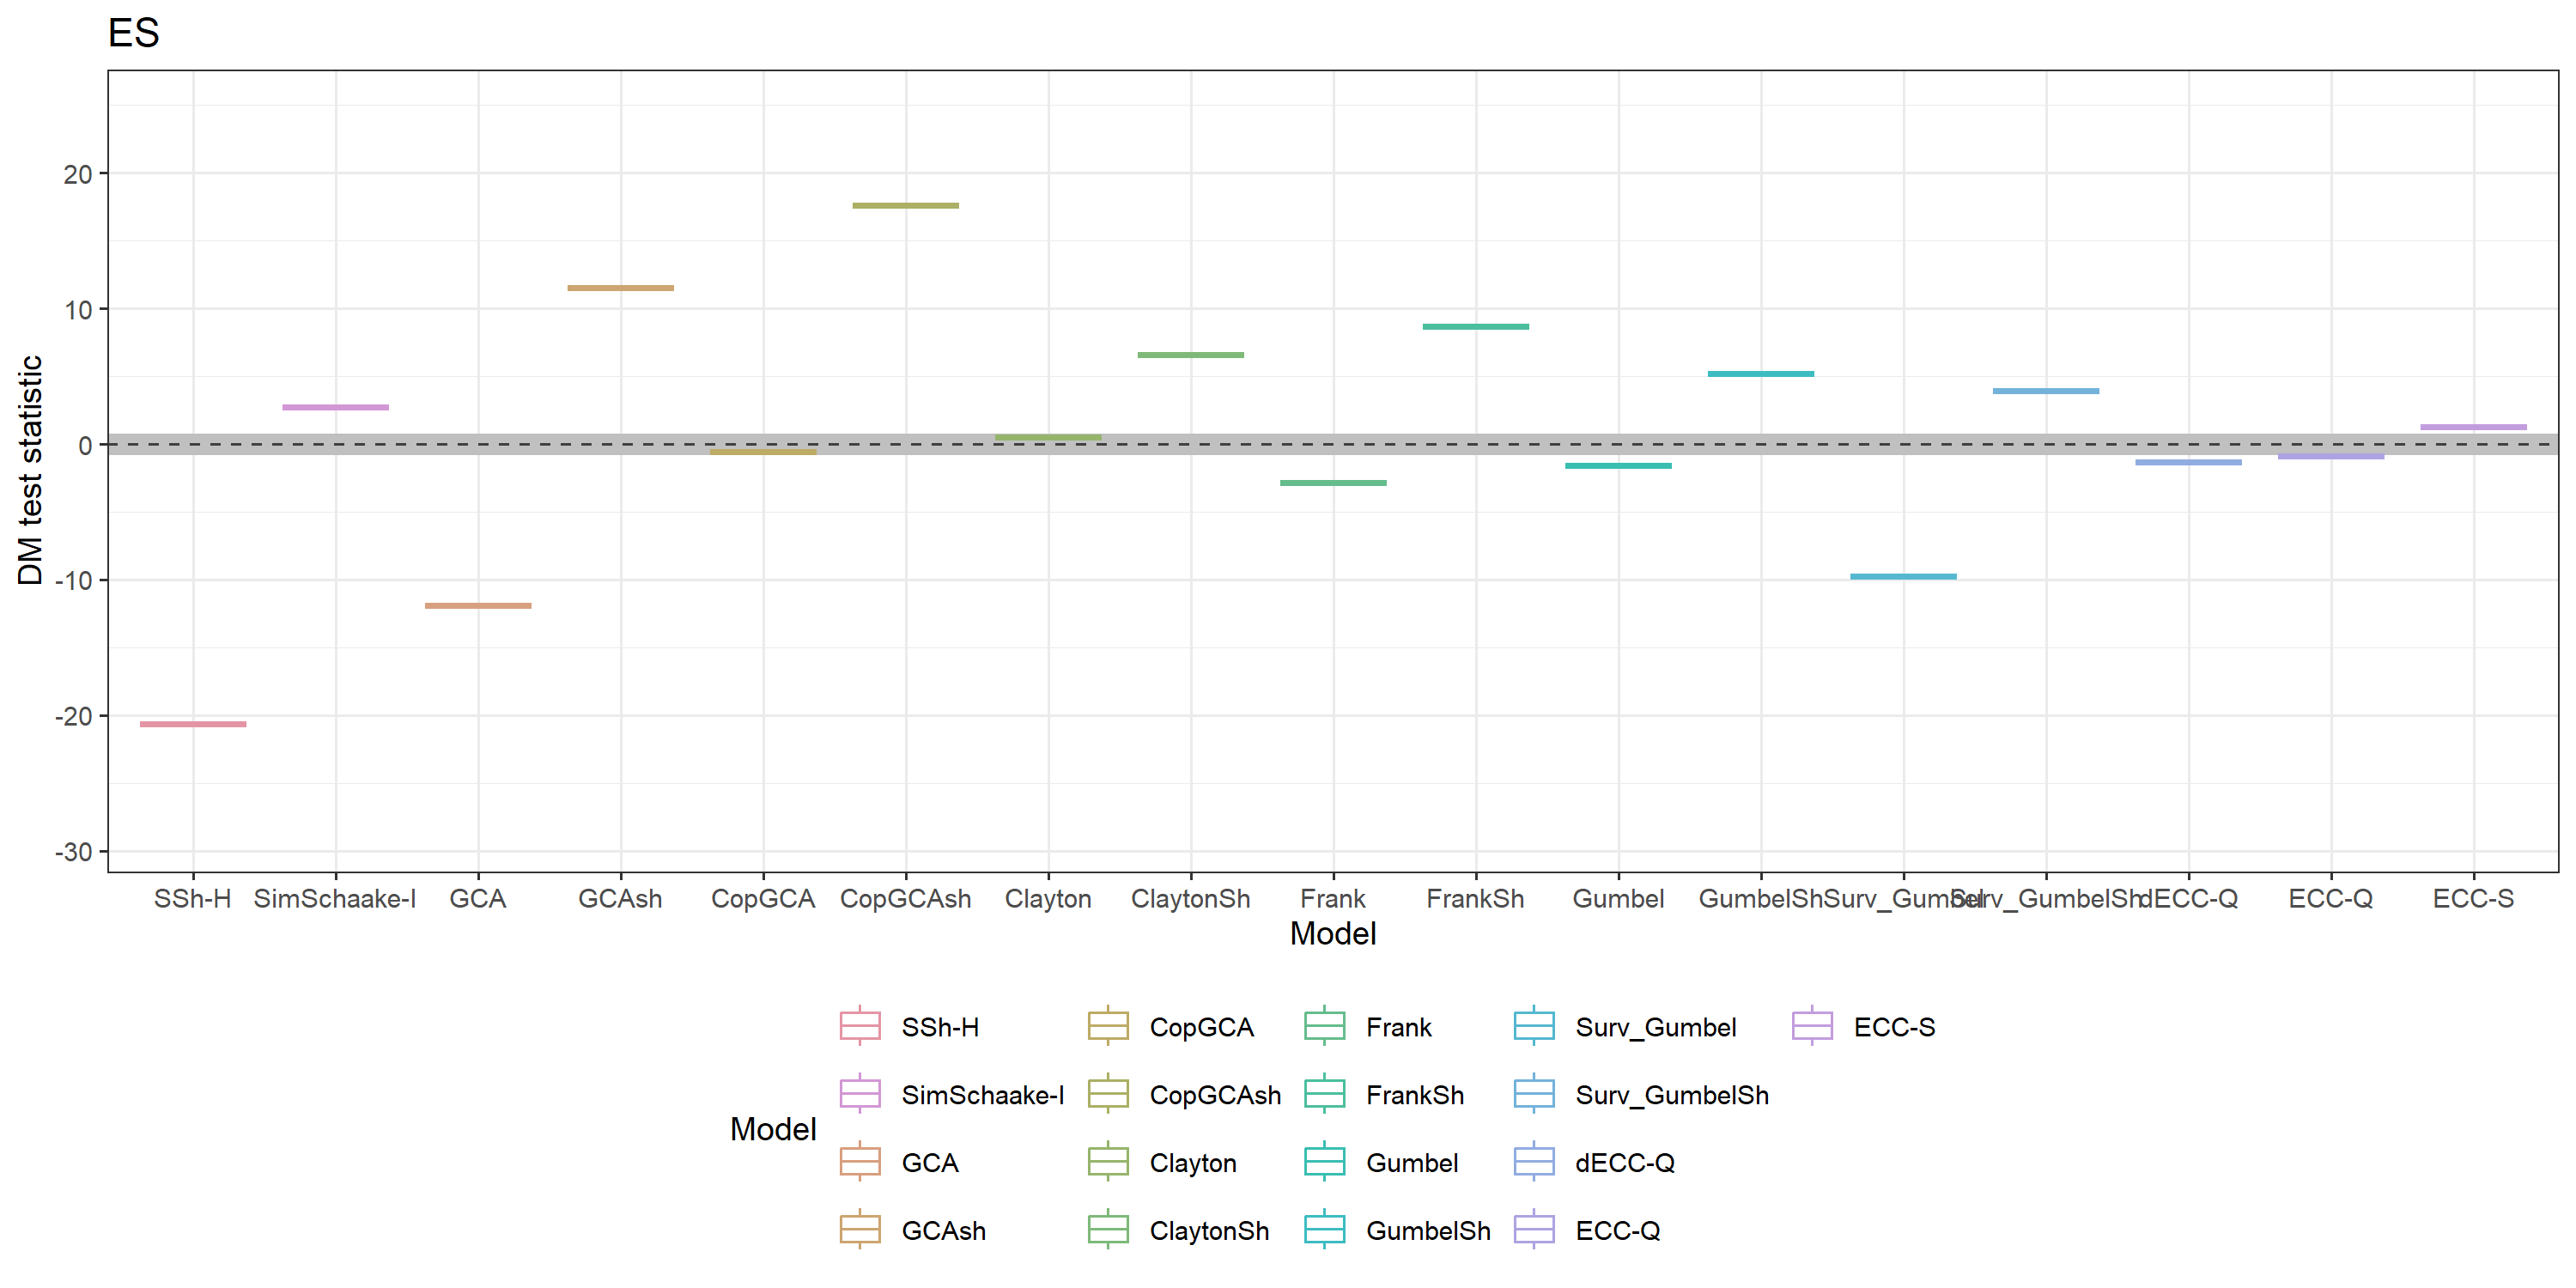 ES
DM test statistic
20
10
0
-10
-20
-30
SSh-H SimSchaake-I GCA GCAsh CopGCA CopGCAsh Clayton ClaytonSh Frank FrankSh Gumbel GumbelSh Surv_Gumbel Surv_GumbelSh dECC-Q ECC-Q ECC-S
Model
SSh-H CopGCA Frank Surv_Gumbel ECC-S
SimSchaake-I CopGCAsh FrankSh Surv_GumbelSh
Model
GCA Clayton Gumbel dECC-Q
GCAsh ClaytonSh GumbelSh ECC-Q